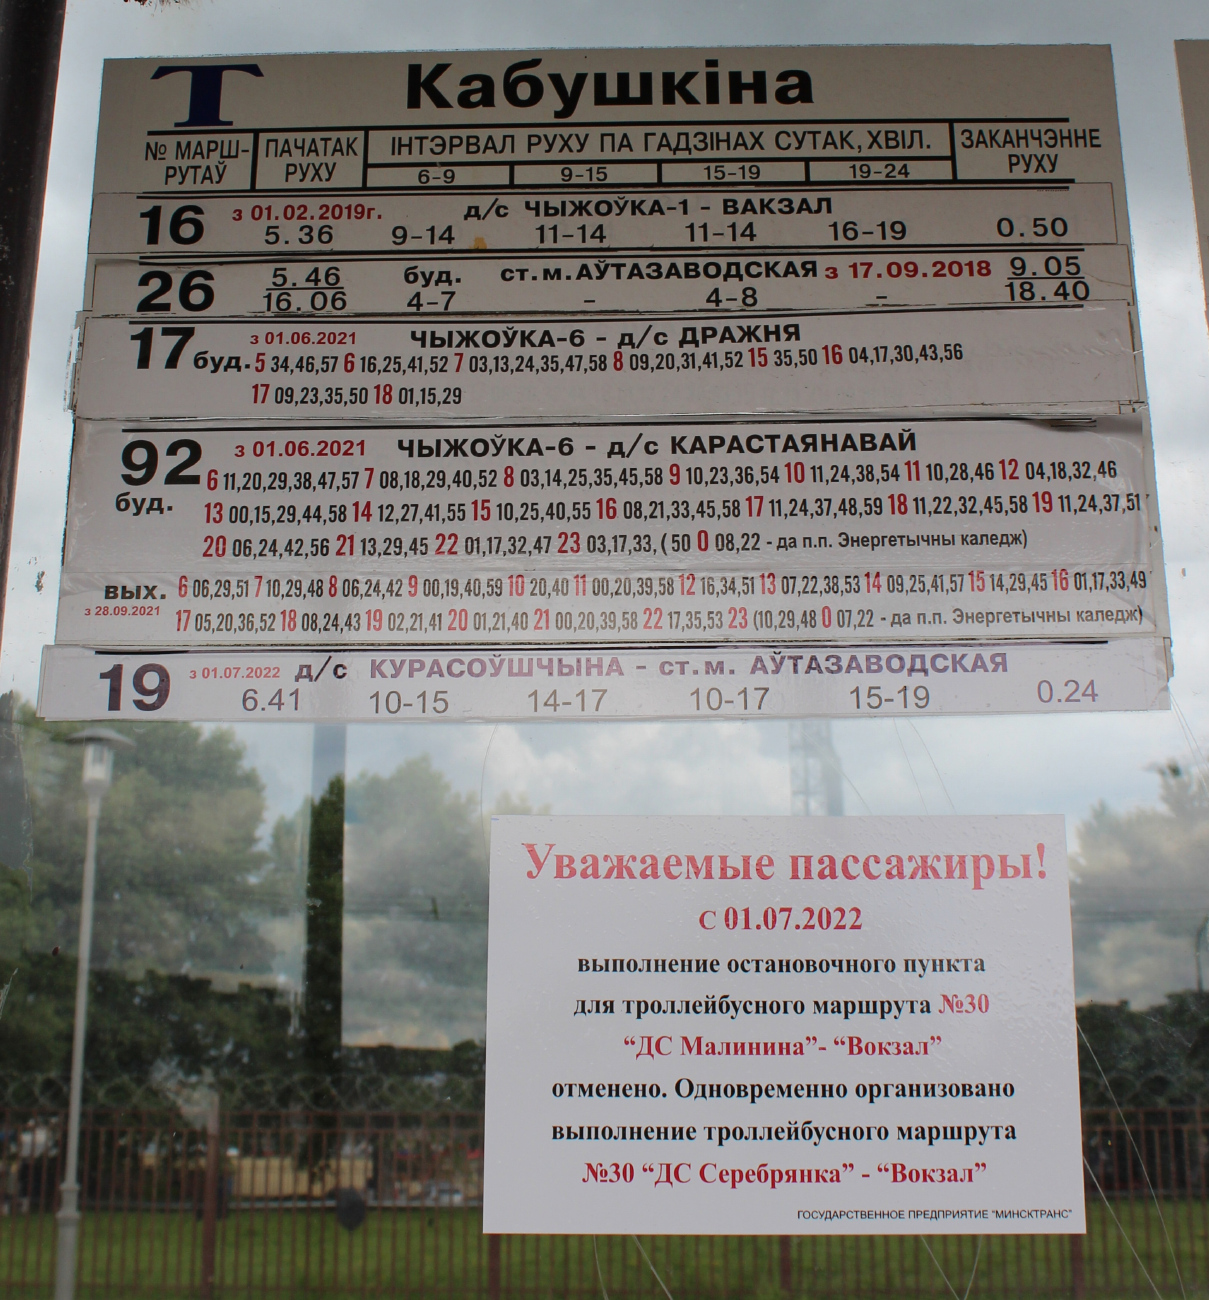 Т Кабушкіна
№ МАРШ-РУТАЎ ПАЧАТАК РУХУ ІНТЭРВАЛ РУХУ ПА ГАДЗІНАХ СУТАК, ХВІЛ. ЗАКАНЧЭННЕ РУХУ
6-9 9-15 15-19 19-24
16 з 01.02.2019г. д/с ЧЫЖОЎКА-1 - ВАКЗАЛ
5.36 9-14 11-14 11-14 16-19 0.50
26 5.46 буд. ст.м.АЎТАЗАВОДСКАЯ з 17.09.2018 9.05
16.06 4-7 - 4-8 - 18.40
17 з 01.06.2021 ЧЫЖОЎКА-6 - д/с ДРАЖНЯ
буд. 5 34,46,57 6 16,25,41,52 7 03,13,24,35,47,58 8 09,20,31,41,52 15 35,50 16 04,17,30,43,56
17 09,23,35,50 18 01,15,29
92 з 01.06.2021 ЧЫЖОЎКА-6 - д/с КАРАСТАЯНАВАЙ
буд. 6 11,20,29,38,47,57 7 08,18,29,40,52 8 03,14,25,35,45,58 9 10,23,36,54 10 11,24,38,54 11 10,28,46 12 04,18,32,46
13 00,15,29,44,58 14 12,27,41,55 15 10,25,40,55 16 08,21,33,45,58 17 11,24,37,48,59 18 11,22,32,45,58 19 11,24,37,51
20 06,24,42,56 21 13,29,45 22 01,17,32,47 23 03,17,33, (50 0 08,22 - да п.п. Энергетычны каледж)
вых. 6 06,29,51 7 10,29,48 8 06,24,42 9 00,19,40,59 10 20,40 11 00,20,39,58 12 16,34,51 13 07,22,38,53 14 09,25,41,57 15 14,29,45 16 01,17,33,49
з 28.09.2021 17 05,20,36,52 18 08,24,43 19 02,21,41 20 01,21,40 21 00,20,39,58 22 17,35,53 23 (10,29,48 0 07,22 - да п.п. Энергетычны каледж)
19 з 01.07.2022 д/с КУРАСОЎШЧЫНА - ст.м. АЎТАЗАВОДСКАЯ
6.41 10-15 14-17 10-17 15-19 0.24
Уважаемые пассажиры!
С 01.07.2022
выполнение остановочного пункта
для троллейбусного маршрута №30
“ДС Малинина”- “Вокзал”
отменено. Одновременно организовано
выполнение троллейбусного маршрута
№30 “ДС Серебрянка” - “Вокзал”
ГОСУДАРСТВЕННОЕ ПРЕДПРИЯТИЕ "МИНСКТРАНС"